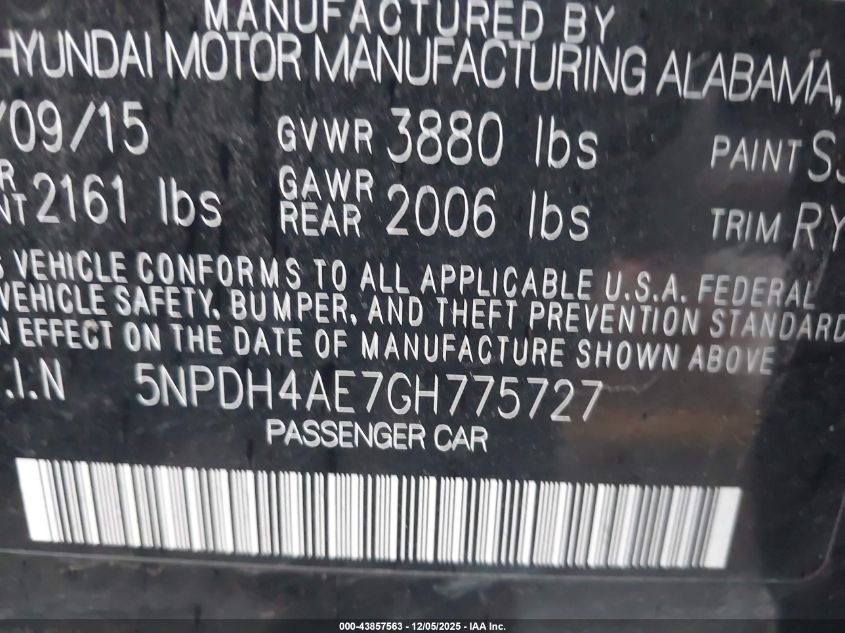 MANUFACTURED BY
HYUNDAI MOTOR MANUFACTURING ALABAMA,
/09/15 GVWR 3880 lbs PAINT
2161 lbs GAWR REAR 2006 lbs TRIM RY
VEHICLE CONFORMS TO ALL APPLICABLE U.S.A. FEDERAL
VEHICLE SAFETY, BUMPER, AND THEFT PREVENTION STANDARD
EFFECT ON THE DATE OF MANUFACTURE SHOWN ABOVE
.I.N 5NPDH4AE7GH775727
PASSENGER CAR
000-43857563 • 12/05/2025 • IAA Inc.